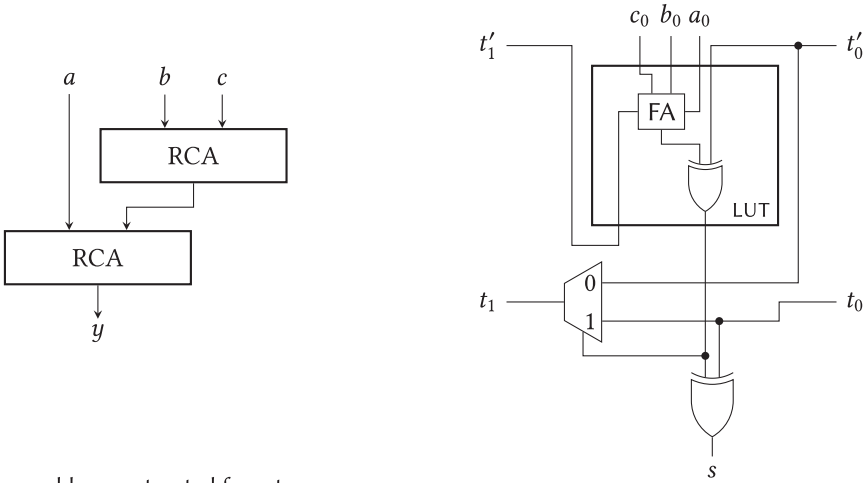 a b c
RCA
RCA
y
c₀ b₀ a₀
t′₁ t′₀
FA
LUT
0
t₁ t₀
1
s